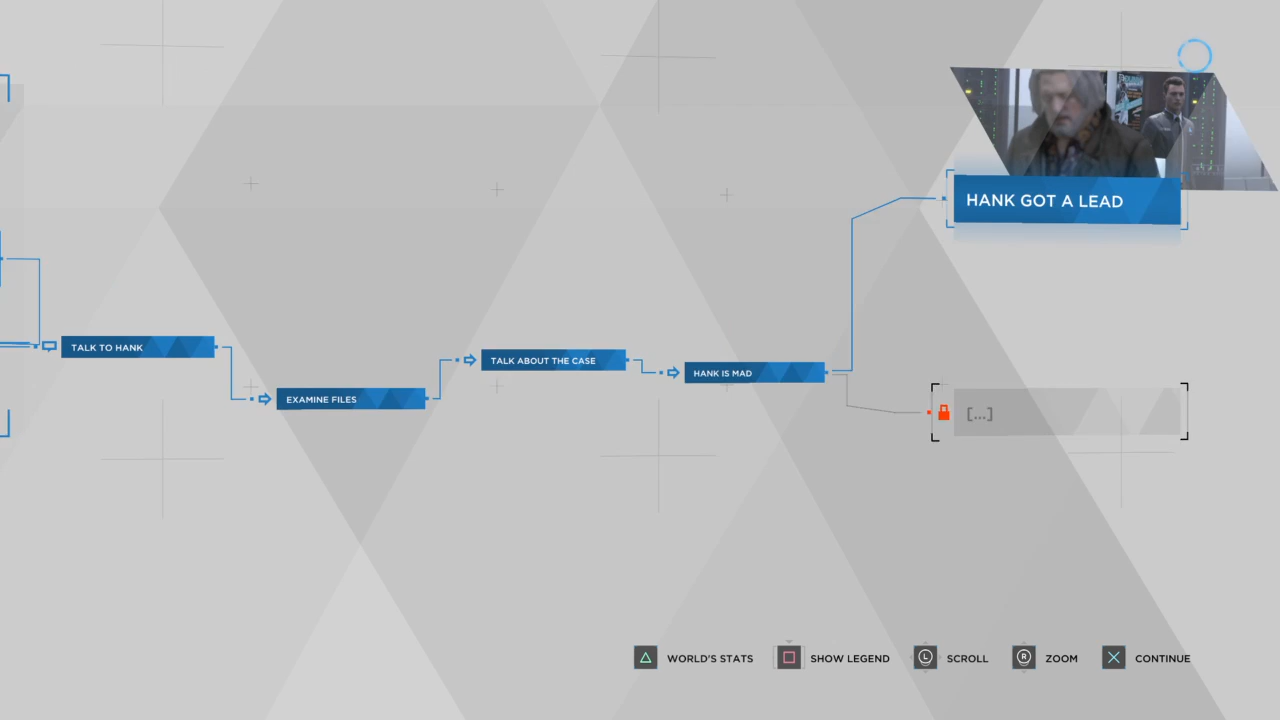 HANK GOT A LEAD
TALK TO HANK
EXAMINE FILES
TALK ABOUT THE CASE
HANK IS MAD
[...]
WORLD'S STATS
SHOW LEGEND
L
SCROLL
R
ZOOM
CONTINUE